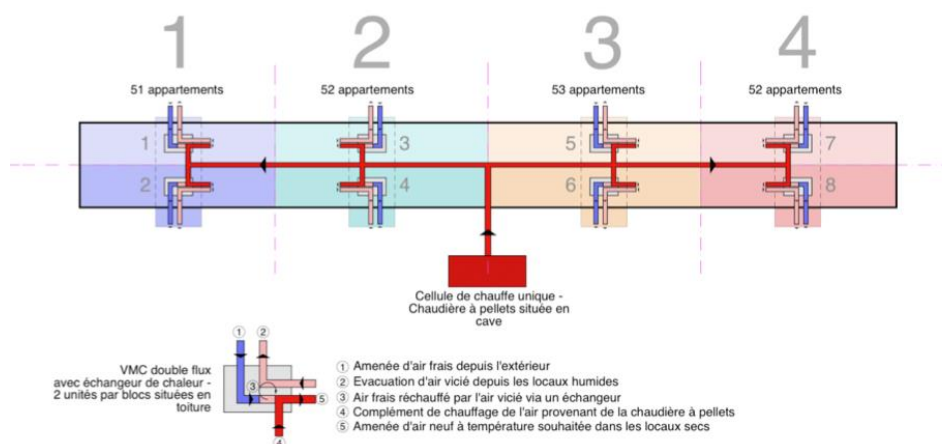 1 2 3 4
51 appartements 52 appartements 53 appartements 52 appartements
1 3 5 7
2 4 6 8
Cellule de chauffe unique -
Chaudière à pellets située en
cave
1 2
VMC double flux
avec échangeur de chaleur -
2 unités par blocs situées en
toiture
3
5
4
1 Amenée d'air frais depuis l'extérieur
2 Evacuation d'air vicié depuis les locaux humides
3 Air frais réchauffé par l'air vicié via un échangeur
4 Complément de chauffage de l'air provenant de la chaudière à pellets
5 Amenée d'air neuf à température souhaitée dans les locaux secs